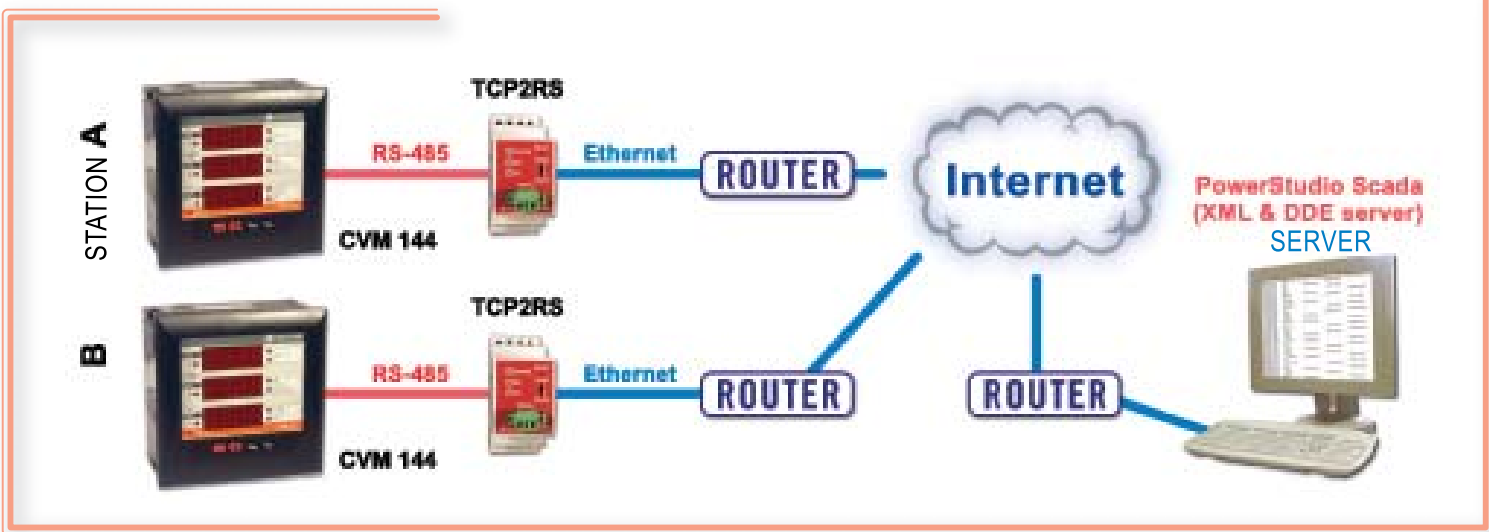 STATION A
CVM 144
RS-485
TCP2RS
Ethernet
ROUTER
Internet
B
CVM 144
RS-485
TCP2RS
Ethernet
ROUTER
ROUTER
PowerStudio Scada
(XML & DDE server)
SERVER